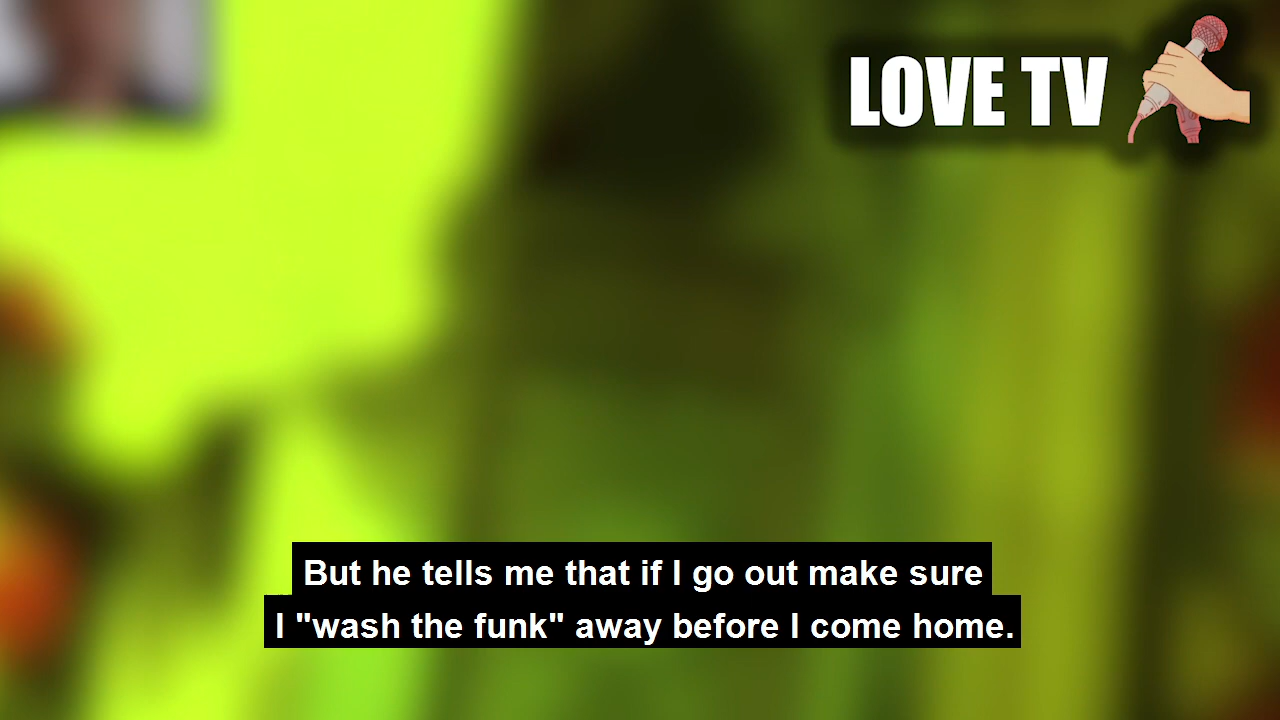 LOVE TV
But he tells me that if I go out make sure
I "wash the funk" away before I come home.